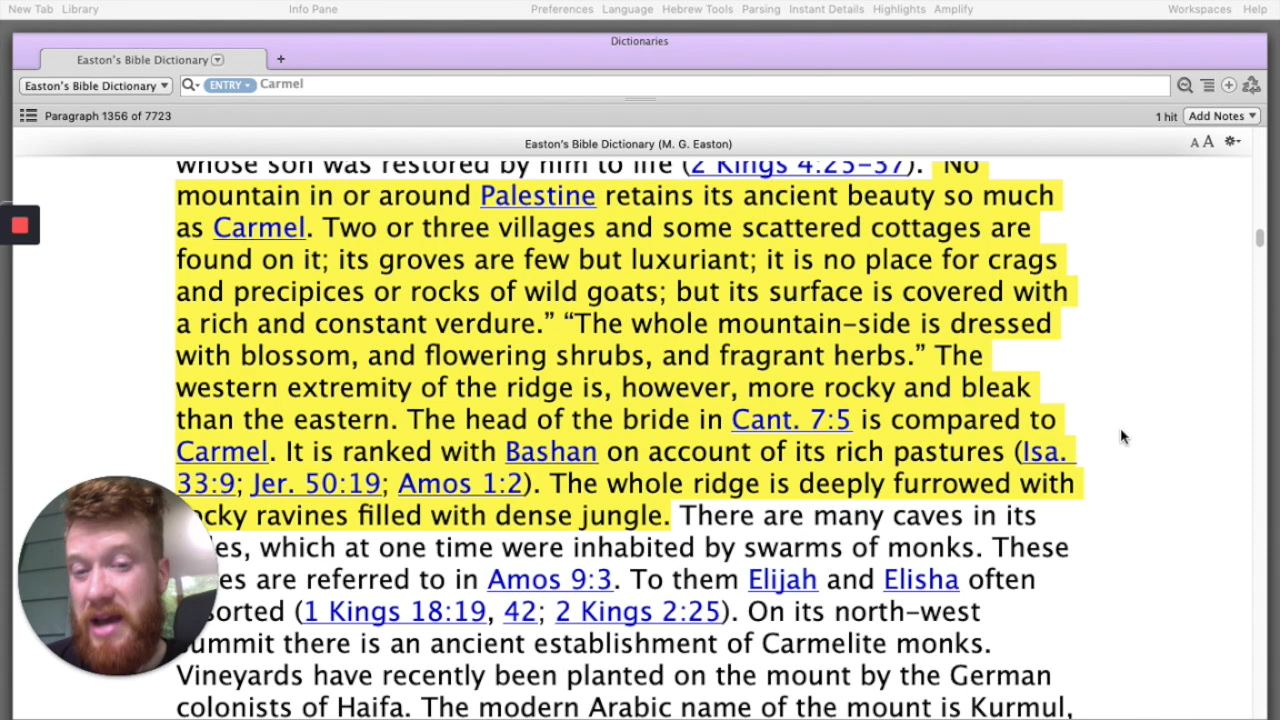 New Tab Library Info Pane Preferences Language Hebrew Tools Parsing Instant Details Highlights Amplify Workspaces Help
Dictionaries
Easton's Bible Dictionary +
Easton's Bible Dictionary ENTRY Carmel
Paragraph 1356 of 7723 1 hit Add Notes
Easton's Bible Dictionary (M. G. Easton) A A
whose son was restored by him to life (2 Kings 4:25–37). “No
mountain in or around Palestine retains its ancient beauty so much
as Carmel. Two or three villages and some scattered cottages are
found on it; its groves are few but luxuriant; it is no place for crags
and precipices or rocks of wild goats; but its surface is covered with
a rich and constant verdure.” “The whole mountain–side is dressed
with blossom, and flowering shrubs, and fragrant herbs.” The
western extremity of the ridge is, however, more rocky and bleak
than the eastern. The head of the bride in Cant. 7:5 is compared to
Carmel. It is ranked with Bashan on account of its rich pastures (Isa.
33:9; Jer. 50:19; Amos 1:2). The whole ridge is deeply furrowed with
ocky ravines filled with dense jungle. There are many caves in its
es, which at one time were inhabited by swarms of monks. These
es are referred to in Amos 9:3. To them Elijah and Elisha often
sorted (1 Kings 18:19, 42; 2 Kings 2:25). On its north–west
ummit there is an ancient establishment of Carmelite monks.
Vineyards have recently been planted on the mount by the German
colonists of Haifa. The modern Arabic name of the mount is Kurmul,